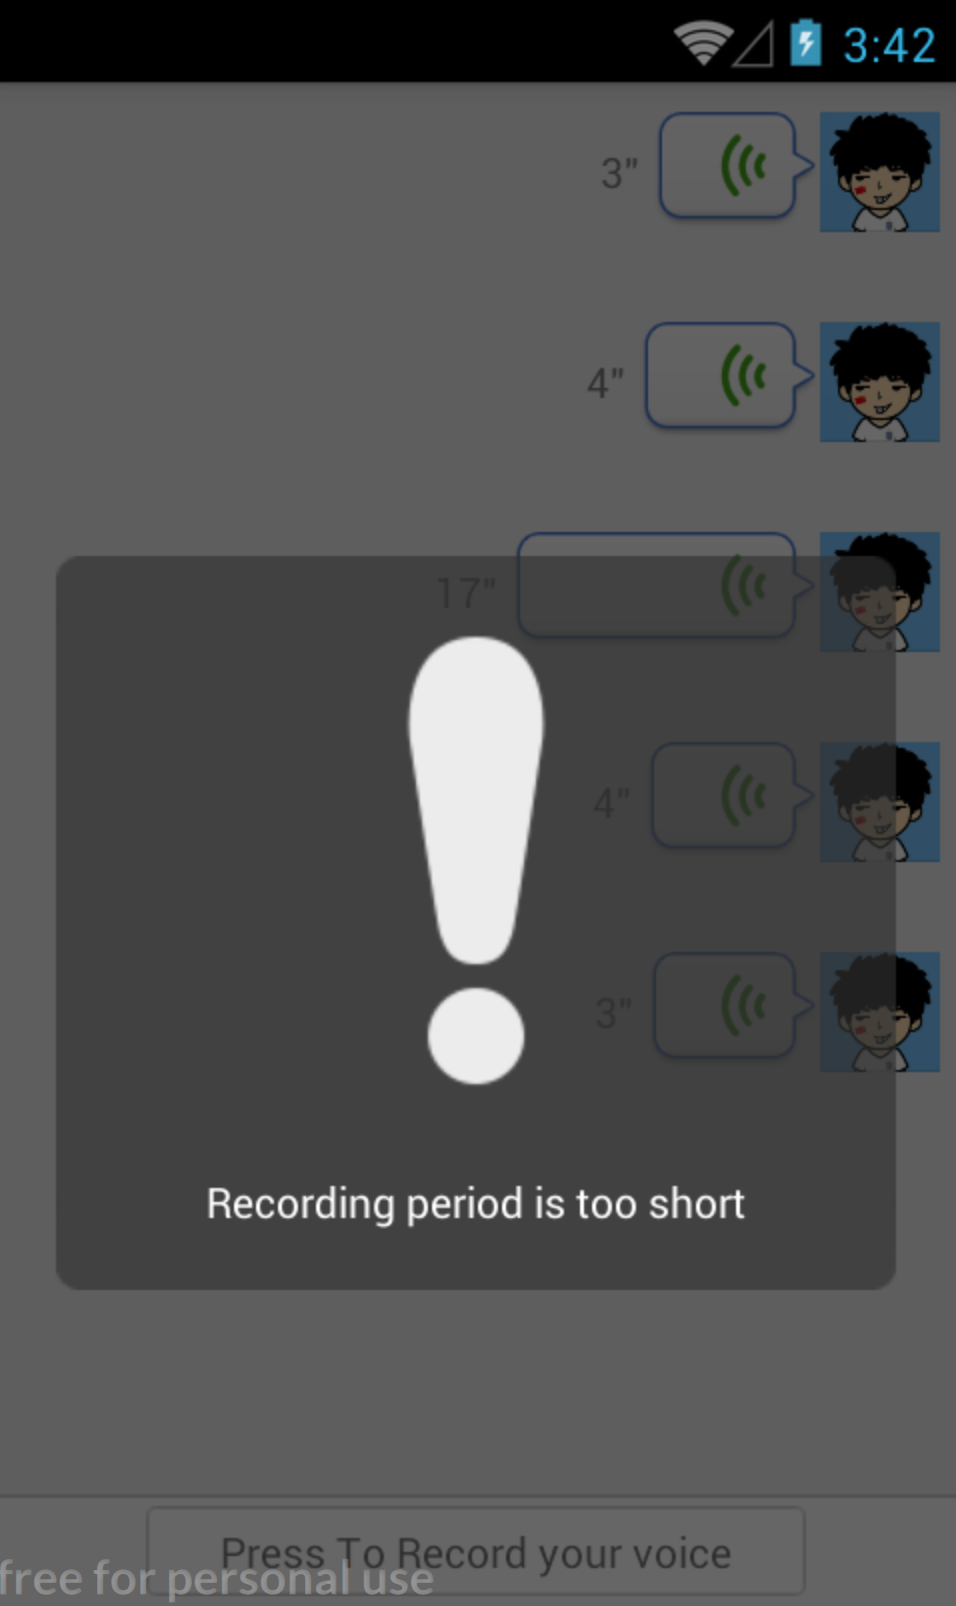 3:42
3"
4"
17"
4"
3"
Recording period is too short
Press To Record your voice
free for personal use